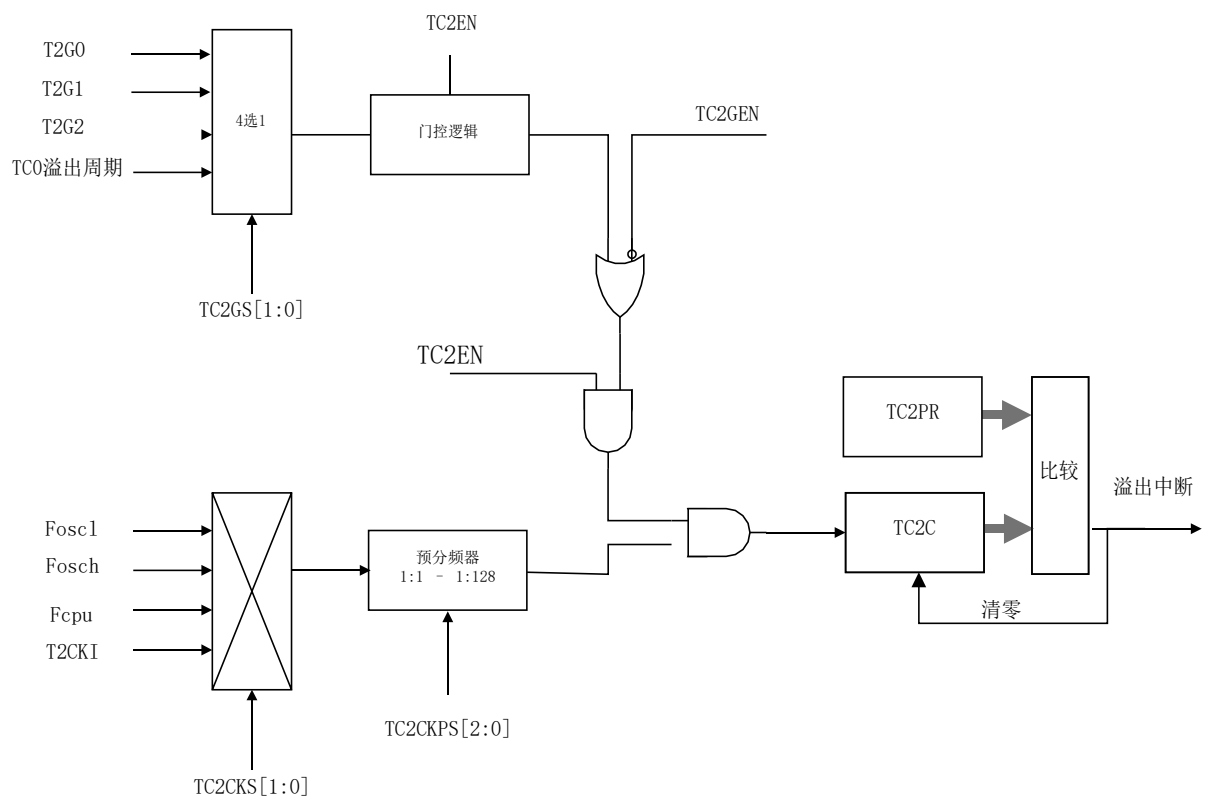 TC2EN
T2G0
T2G1
T2G2
TC0溢出周期
4选1
门控逻辑
TC2GEN
TC2GS[1:0]
TC2EN
TC2PR
比较
溢出中断
TC2C
清零
Foscl
Fosch
Fcpu
T2CKI
预分频器
1:1 - 1:128
TC2CKPS[2:0]
TC2CKS[1:0]